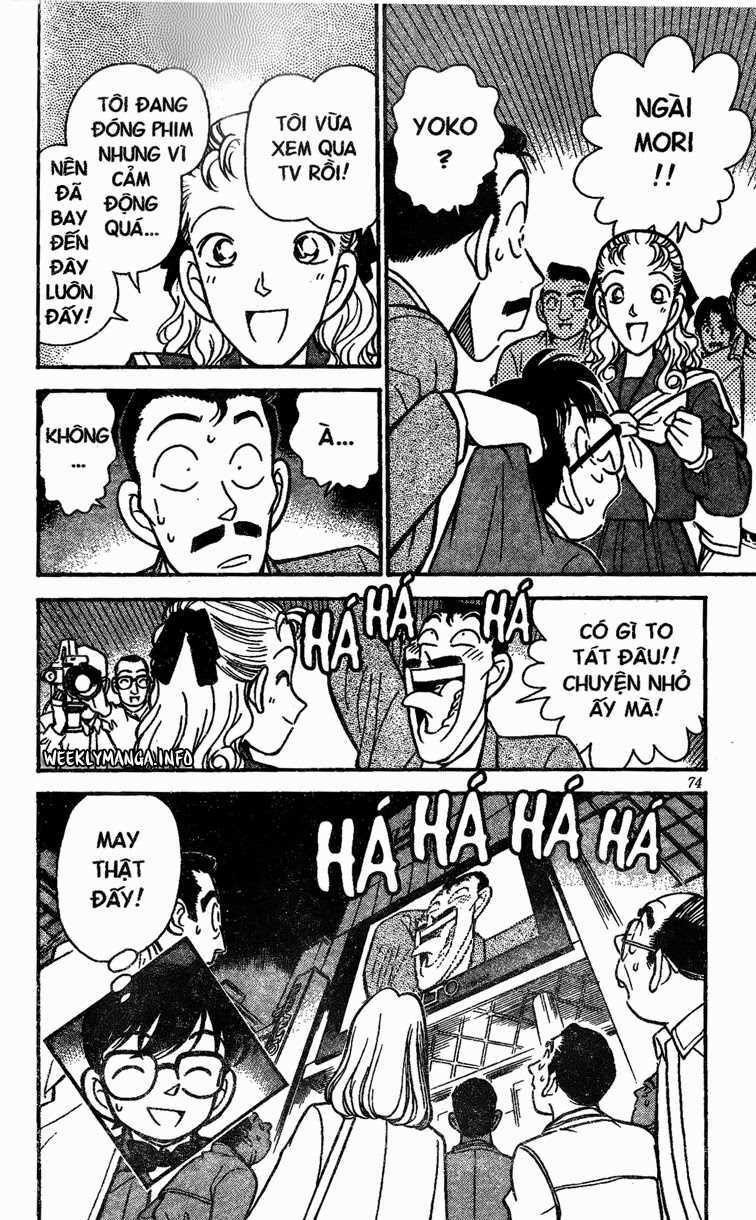 NGÀI
MORI
!!
YOKO
?
TÔI VỪA
XEM QUA
TV RỒI!
TÔI ĐANG
ĐÓNG PHIM
NHƯNG VÌ
CẢM
ĐỘNG
QUÁ...
NÊN
ĐÃ
BAY
ĐẾN
ĐÂY
LUÔN
ĐẤY!
À...
KHÔNG
...
CÓ GÌ TO
TÁT ĐÂU!!
CHUYỆN NHỎ
ẤY MÀ!
HÁ HÁ HÁ
WEEKLYMANGA.INFO
74
HÁ HÁ HÁ HÁ
MAY
THẬT
ĐẤY!